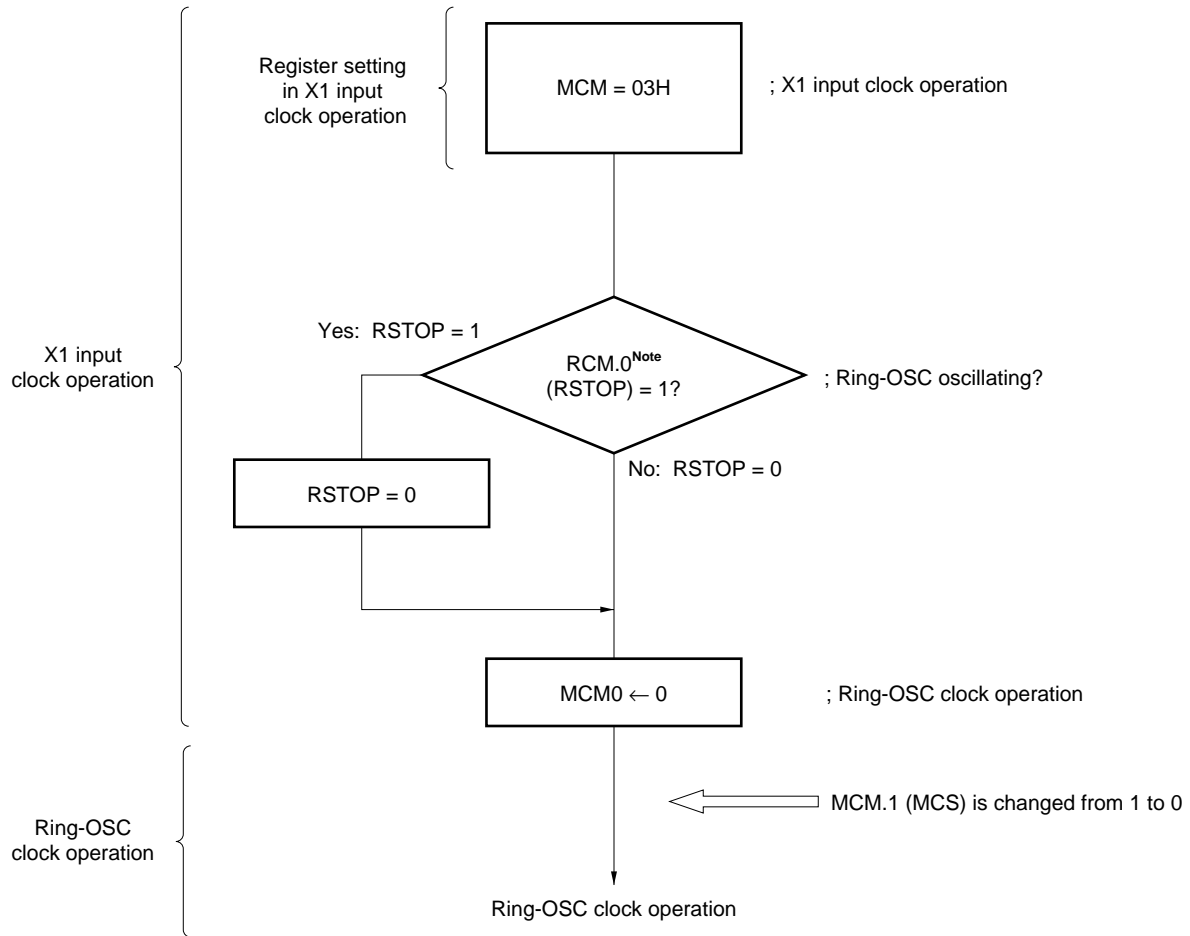 Register setting
in X1 input
clock operation
MCM = 03H
; X1 input clock operation
X1 input
clock operation
Yes: RSTOP = 1
RCM.0Note
(RSTOP) = 1?
; Ring-OSC oscillating?
No: RSTOP = 0
RSTOP = 0
MCM0 ← 0
; Ring-OSC clock operation
Ring-OSC
clock operation
MCM.1 (MCS) is changed from 1 to 0
Ring-OSC clock operation